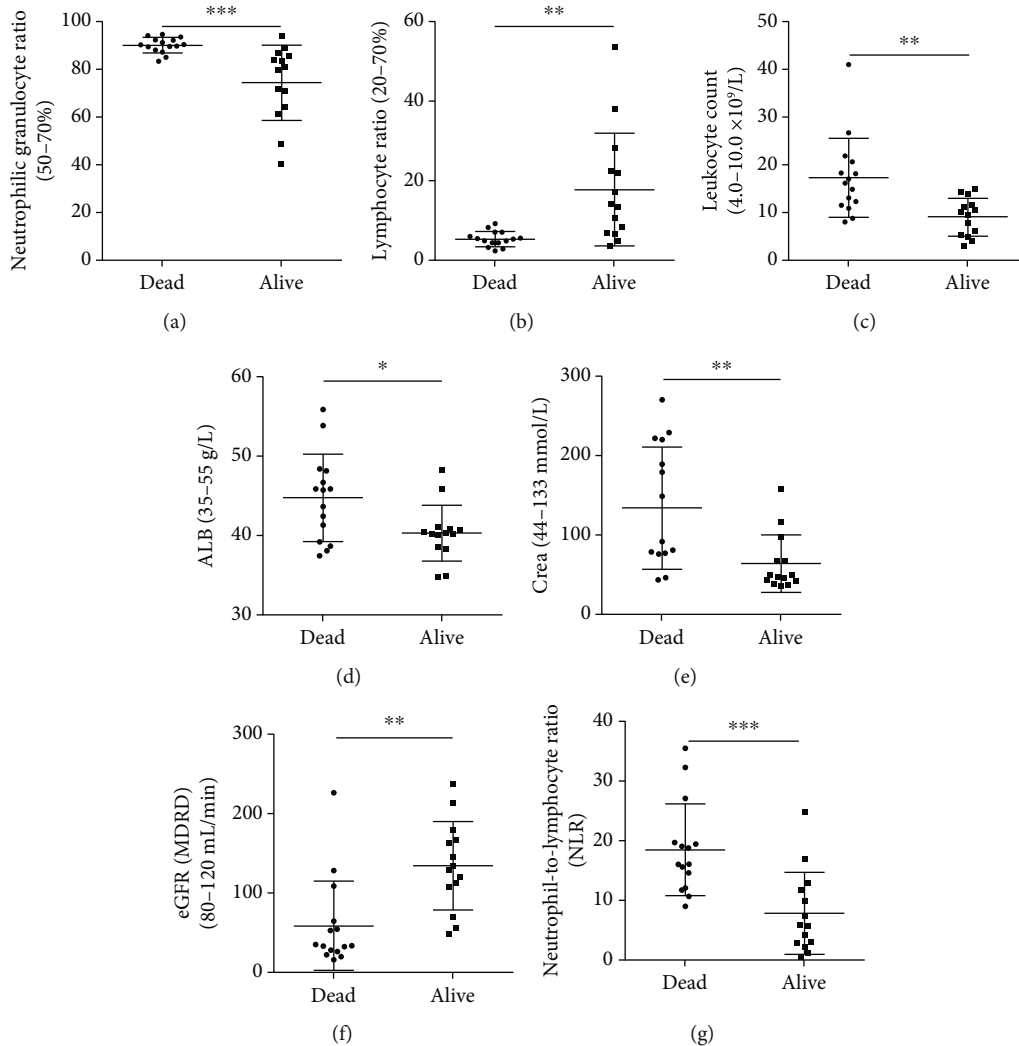 ***
Neutrophilic granulocyte ratio
(50–70%)
100
80
60
40
20
0
Dead
Alive
(a)
**
Lymphocyte ratio (20–70%)
60
40
20
0
Dead
Alive
(b)
**
Leukocyte count
(4.0–10.0 ×10⁹/L)
50
40
30
20
10
0
Dead
Alive
(c)
*
ALB (35–55 g/L)
60
50
40
30
Dead
Alive
(d)
**
Crea (44–133 mmol/L)
300
200
100
0
Dead
Alive
(e)
**
eGFR (MDRD)
(80–120 mL/min)
300
200
100
0
Dead
Alive
(f)
***
Neutrophil-to-lymphocyte ratio
(NLR)
40
30
20
10
0
Dead
Alive
(g)